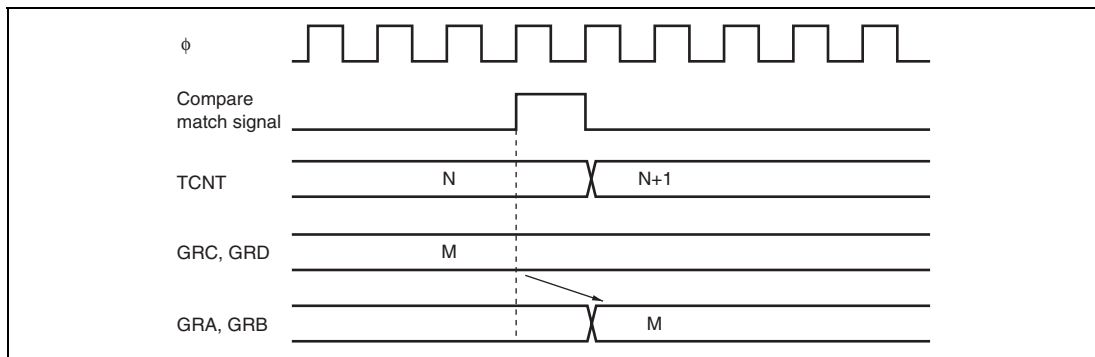 ϕ
Compare
match signal
TCNT
N
N+1
GRC, GRD
M
GRA, GRB
M